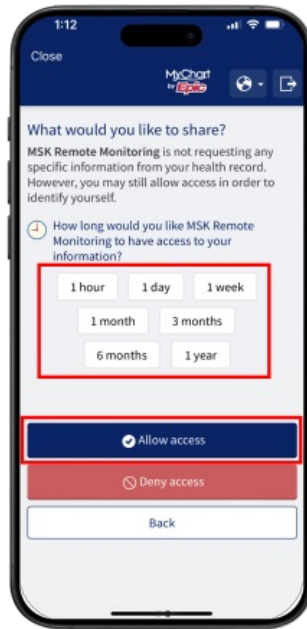 1:12
Close
MyChart
by Epic
What would you like to share?
MSK Remote Monitoring is not requesting any
specific information from your health record.
However, you may still allow access in order to
identify yourself.
How long would you like MSK Remote
Monitoring to have access to your
information?
1 hour 1 day 1 week
1 month 3 months
6 months 1 year
Allow access
Deny access
Back